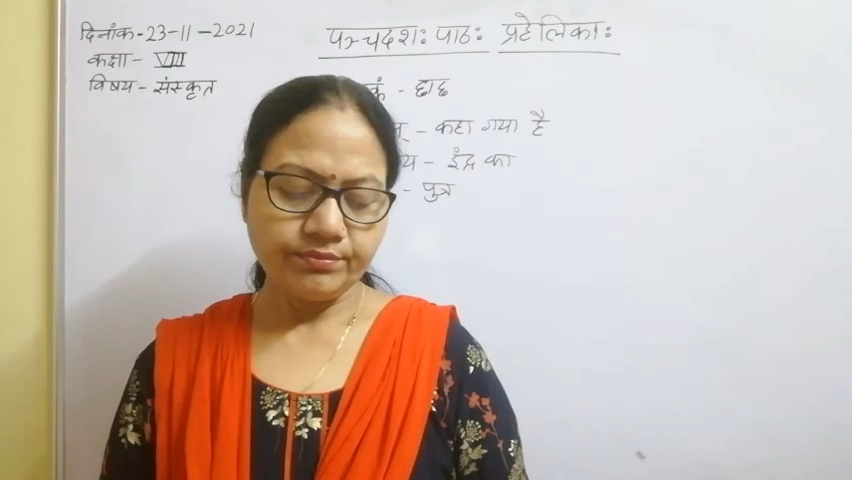 दिनांक-23-11-2021
पञ्चदशः पाठः प्रहेलिकाः
कक्षा- VIII
विषय- संस्कृत
कं - छाछ
- कहा गया है
य - इंद्र का
- पुत्र